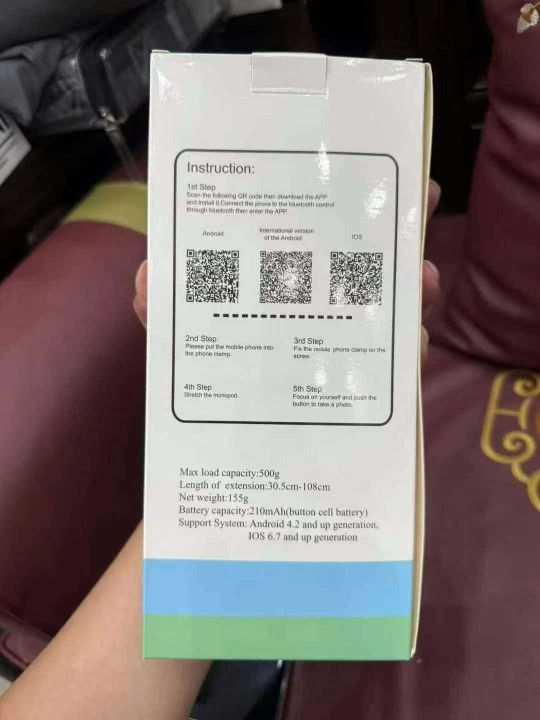 Instruction:
1st Step
Scan the following QR code then download the APP
and install it.Connect the phone to the bluetooth control
through bluetooth then enter the APP.
Android
International version
of the Android
IOS
2nd Step
Please put the mobile phone into
the phone clamp.
3rd Step
Fix the mobile phone clamp on the
screw.
4th Step
Stretch the monopod.
5th Step
Focus on yourself and push the
button to take a photo.
Max load capacity:500g
Length of extension:30.5cm-108cm
Net weight:155g
Battery capacity:210mAh(button cell battery)
Support System: Android 4.2 and up generation,
IOS 6.7 and up generation